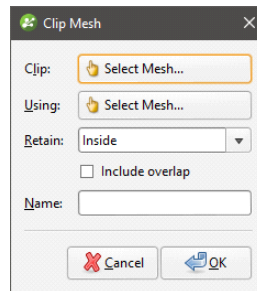 Clip Mesh
Clip: Select Mesh...
Using: Select Mesh...
Retain: Inside
Include overlap
Name:
Cancel OK